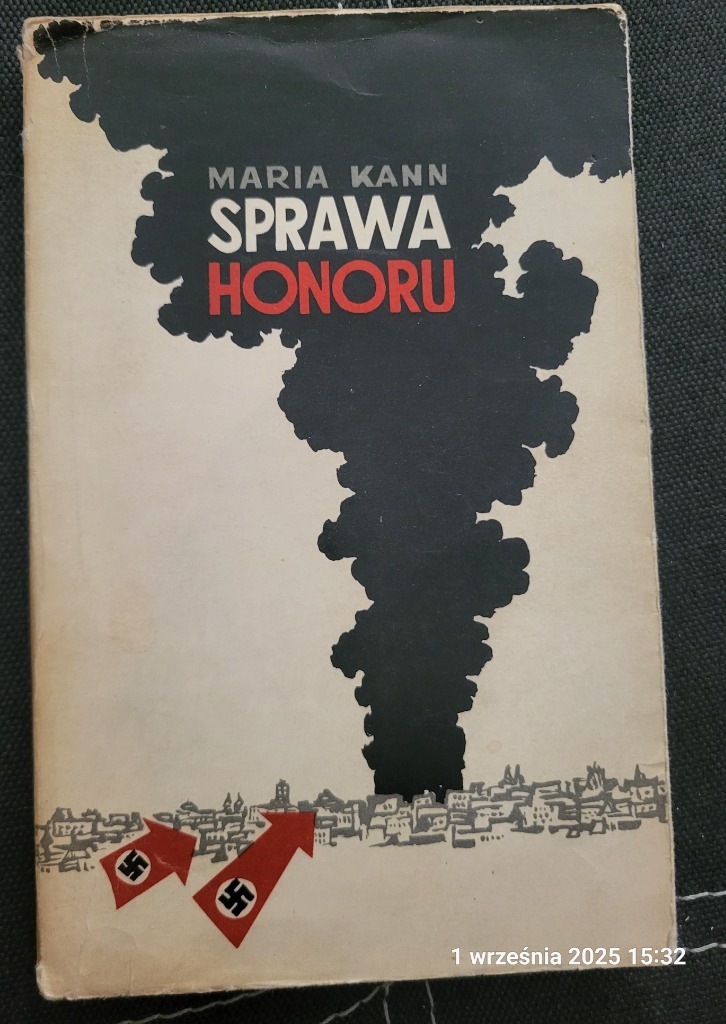 MARIA KANN
SPRAWA
HONORU
1 września 2025 15:32